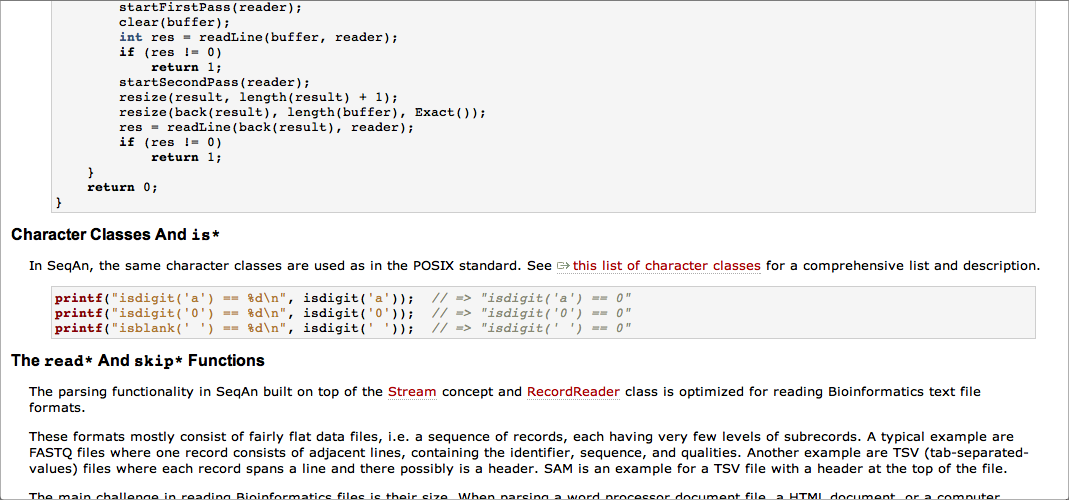 startFirstPass(reader);
clear(buffer);
int res = readLine(buffer, reader);
if (res != 0)
return 1;
startSecondPass(reader);
resize(result, length(result) + 1);
resize(back(result), length(buffer), Exact());
res = readLine(back(result), reader);
if (res != 0)
return 1;
}
return 0;
}
Character Classes And is*
In SeqAn, the same character classes are used as in the POSIX standard. See this list of character classes for a comprehensive list and description.
printf("isdigit('a') == %d\n", isdigit('a')); // => "isdigit('a') == 0"
printf("isdigit('0') == %d\n", isdigit('0')); // => "isdigit('0') == 0"
printf("isblank(' ') == %d\n", isdigit(' ')); // => "isdigit(' ') == 0"
The read* And skip* Functions
The parsing functionality in SeqAn built on top of the Stream concept and RecordReader class is optimized for reading Bioinformatics text file
formats.
These formats mostly consist of fairly flat data files, i.e. a sequence of records, each having very few levels of subrecords. A typical example are
FASTQ files where one record consists of adjacent lines, containing the identifier, sequence, and qualities. Another example are TSV (tab-separated-
values) files where each record spans a line and there possibly is a header. SAM is an example for a TSV file with a header at the top of the file.
The main challenge in reading Bioinformatics files is their size. When parsing a word processor document file, a HTML document, or a computer